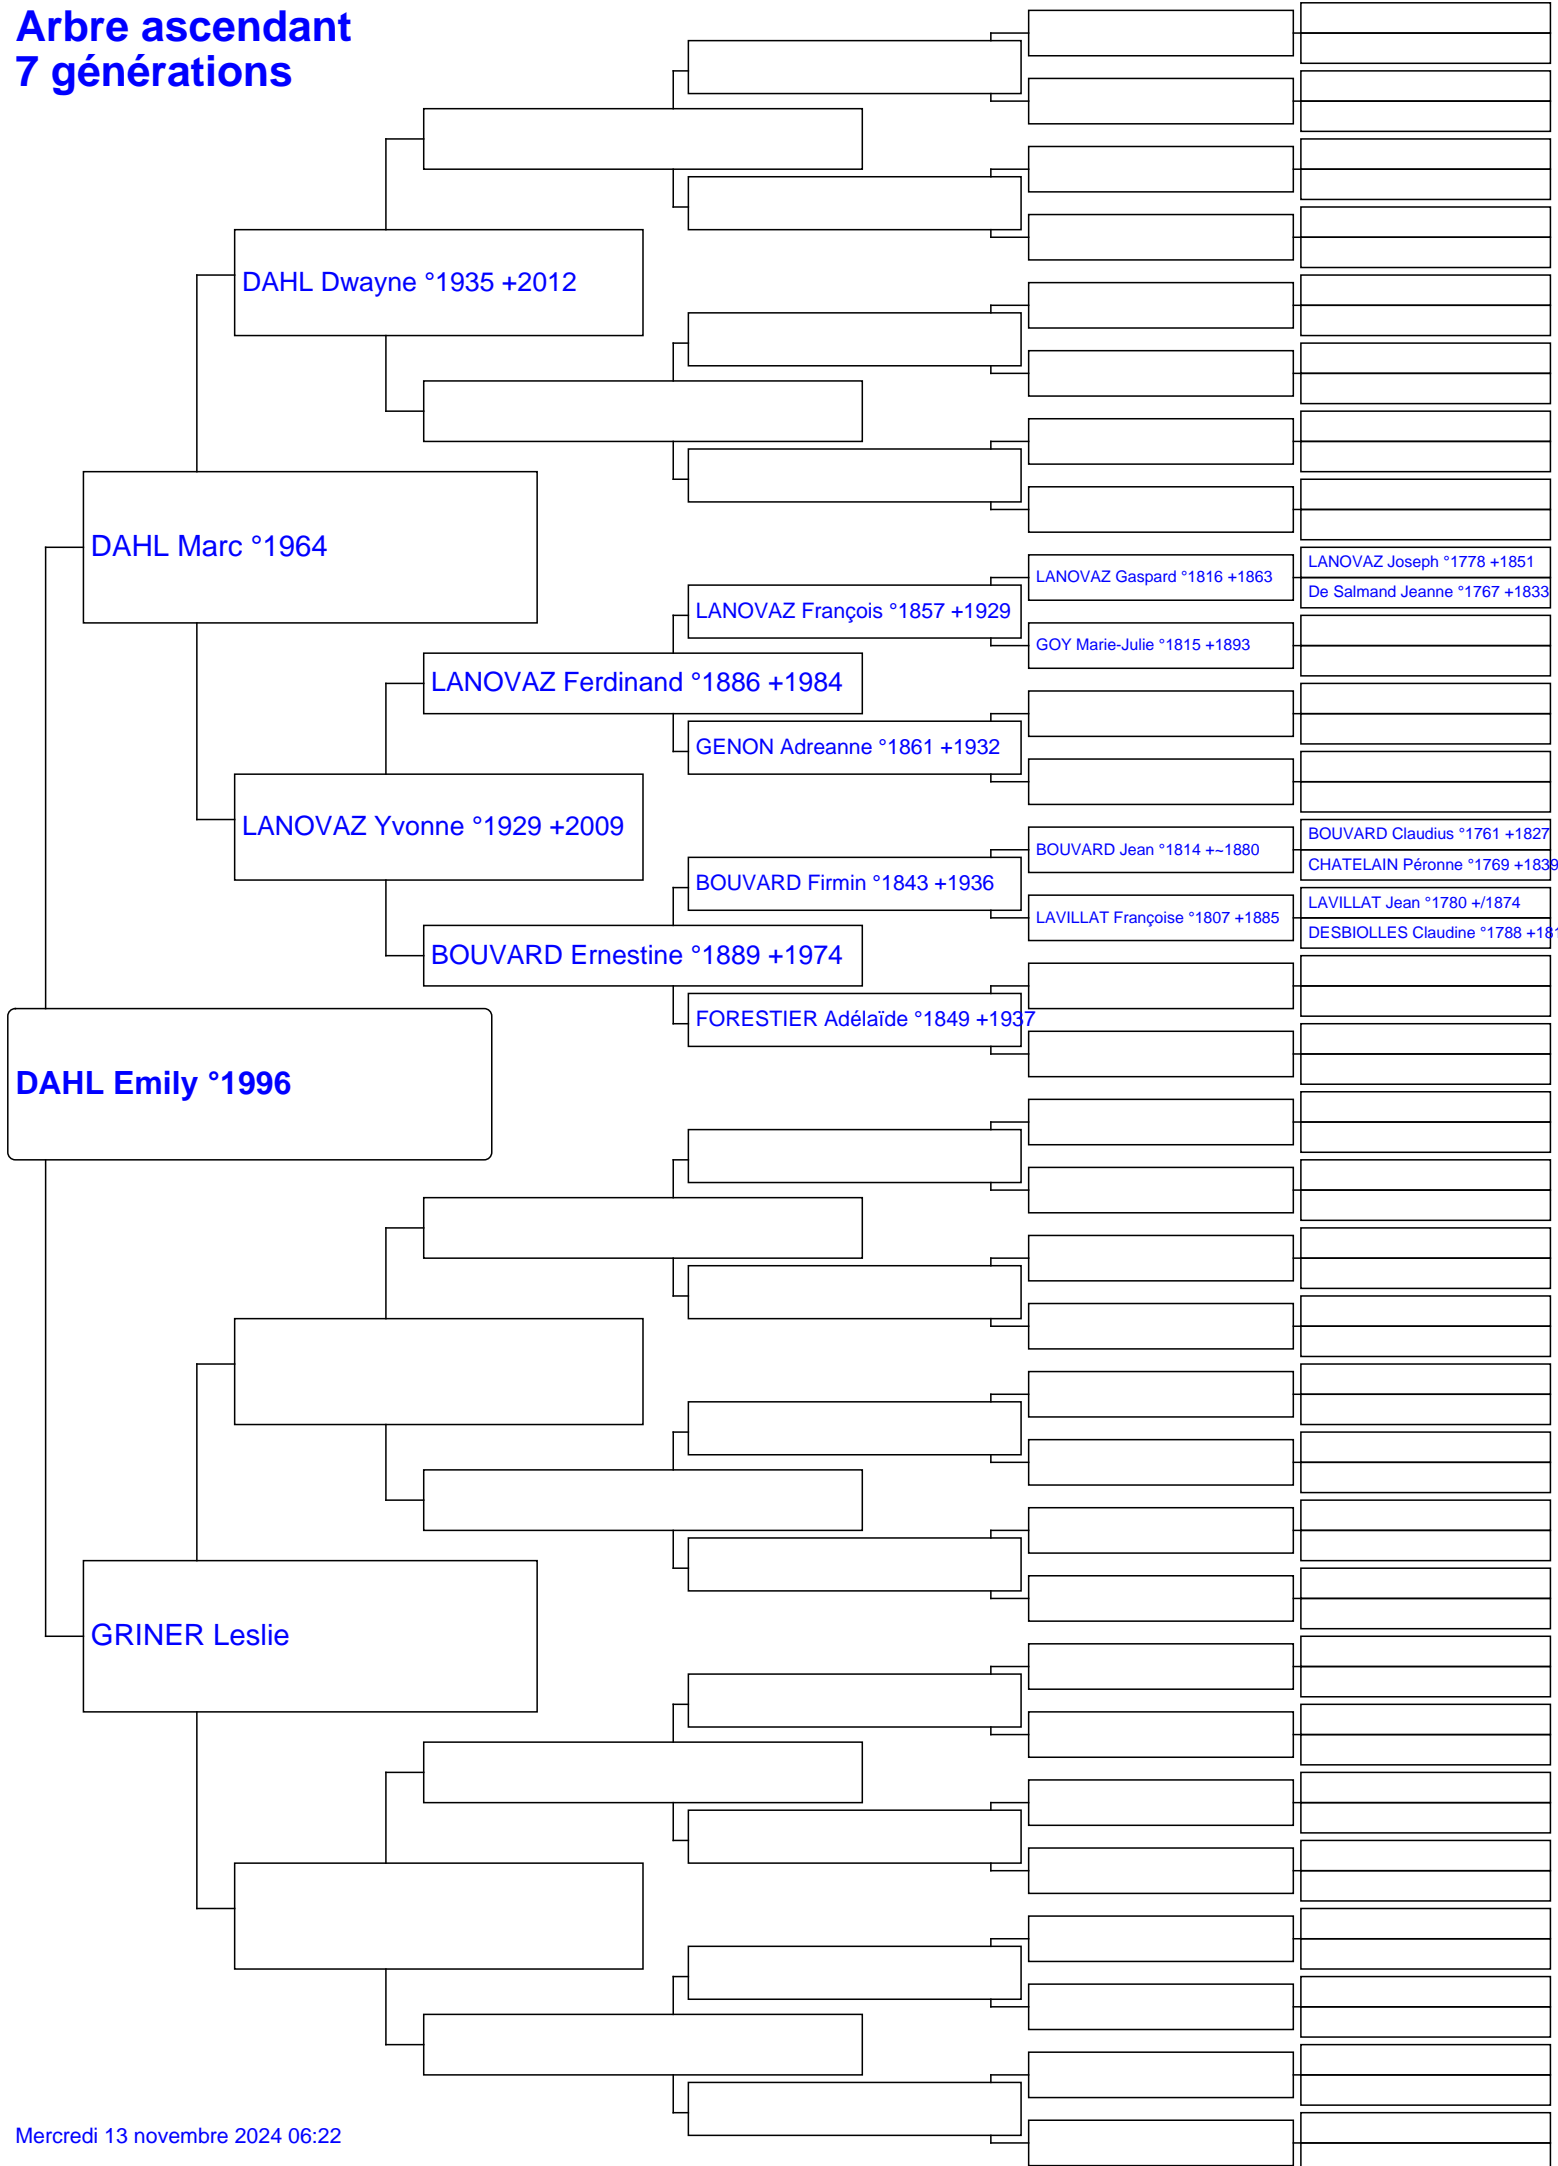 Arbre ascendant
7 générations
DAHL Dwayne °1935 +2012
DAHL Marc °1964
LANOVAZ Joseph °1778 +1851
LANOVAZ Gaspard °1816 +1863
De Salmand Jeanne °1767 +1833
LANOVAZ François °1857 +1929
GOY Marie-Julie °1815 +1893
LANOVAZ Ferdinand °1886 +1984
GENON Adreanne °1861 +1932
LANOVAZ Yvonne °1929 +2009
BOUVARD Claudius °1761 +1827
BOUVARD Jean °1814 +~1880
CHATELAIN Péronne °1769 +1839
BOUVARD Firmin °1843 +1936
LAVILLAT Jean °1780 +/1874
LAVILLAT Françoise °1807 +1885
DESBIOLLES Claudine °1788 +181
BOUVARD Ernestine °1889 +1974
FORESTIER Adélaïde °1849 +1937
DAHL Emily °1996
GRINER Leslie
Mercredi 13 novembre 2024 06:22